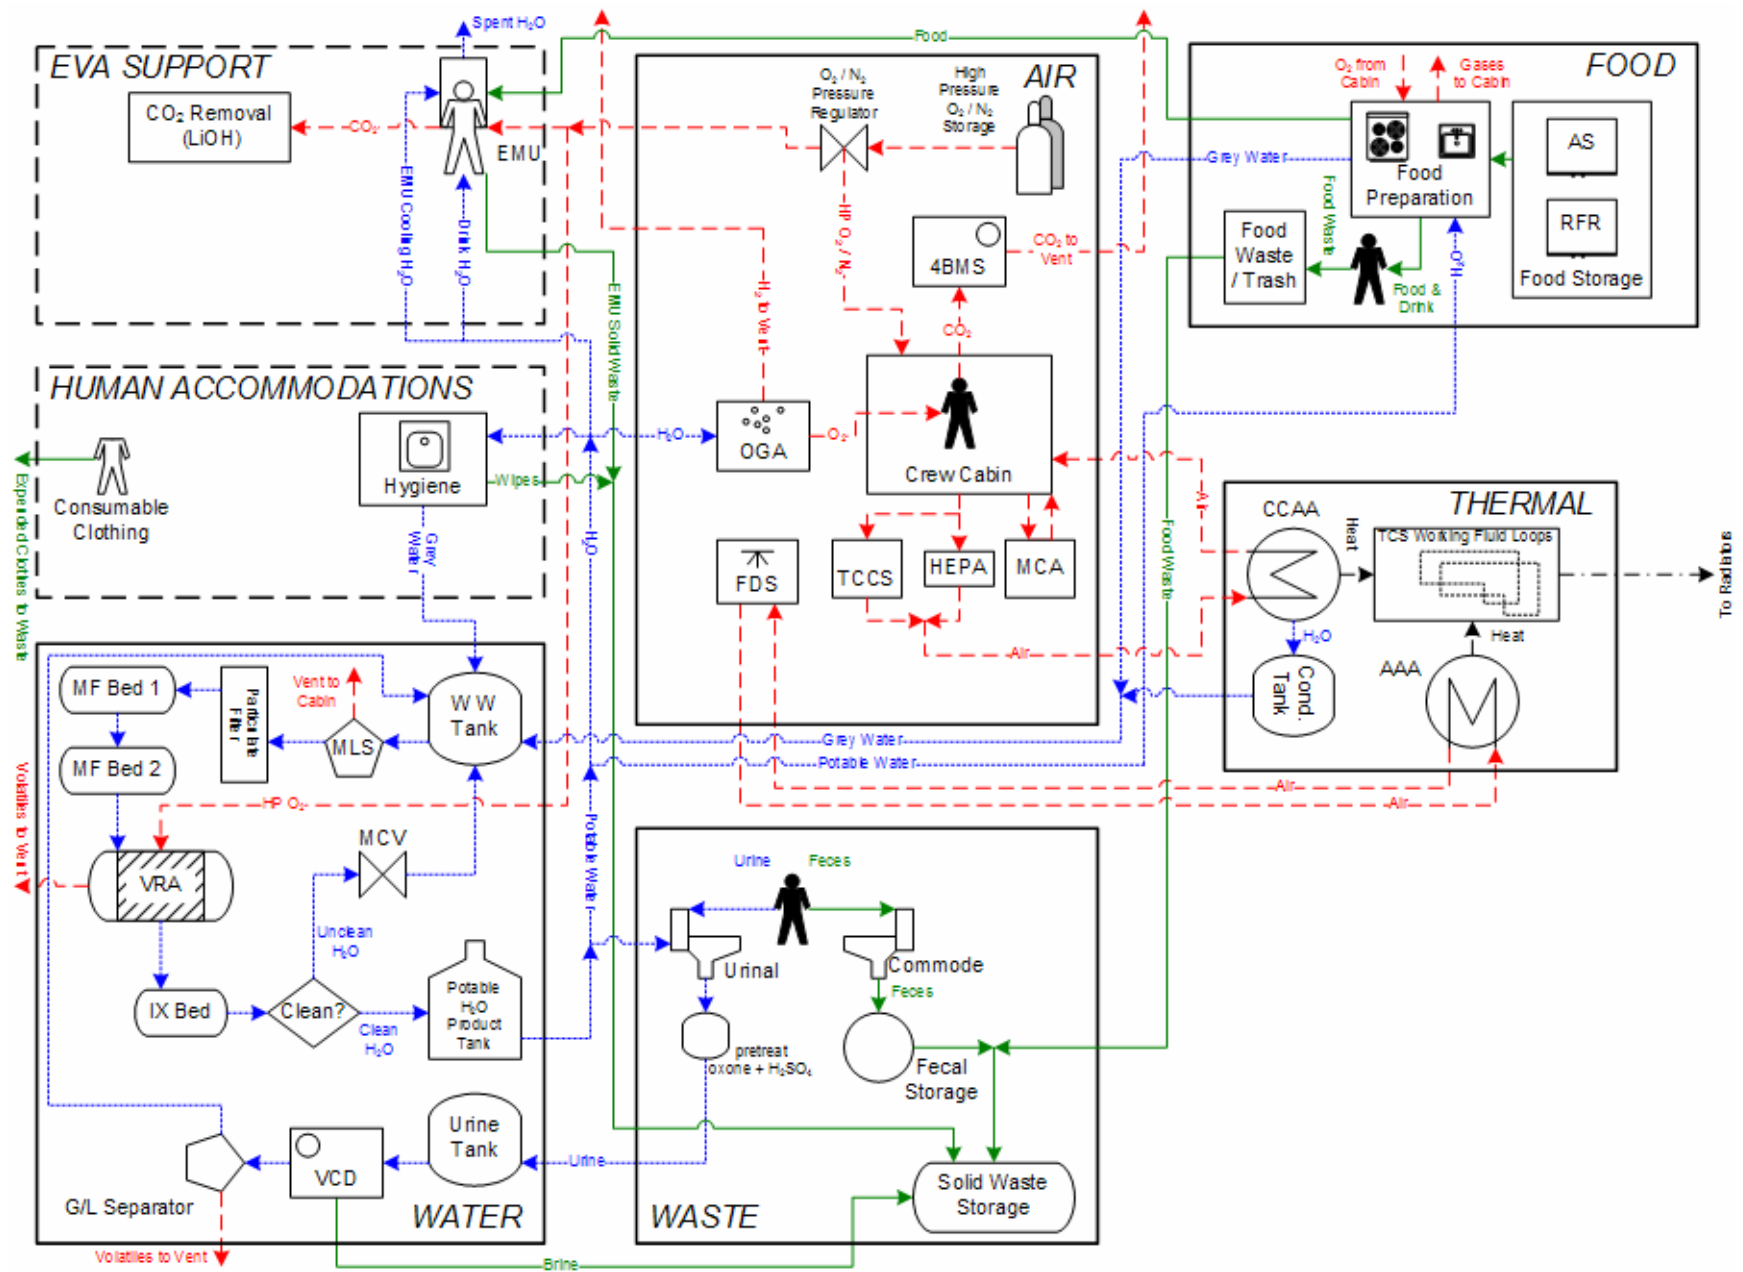 Spent H₂O
EVA SUPPORT
CO₂ Removal
(LiOH)
CO₂
EMU
EMU Cooling H₂O
Drink H₂O
EMU Solid Waste
Food
AIR
O₂ / N₂
Pressure
Regulator
High
Pressure
O₂ / N₂
Storage
HP O₂ / N₂
H₂ to Vent
4BMS
CO₂ to
Vent
CO₂
OGA
O₂
Crew Cabin
FDS
TCCS
HEPA
MCA
Air
FOOD
O₂ from
Cabin
Gases
to Cabin
Grey Water
Food
Preparation
AS
RFR
Food Storage
Food Waste
Food
Waste
/ Trash
Food &
Drink
H₂O
HUMAN ACCOMMODATIONS
Consumable
Clothing
Hygiene
H₂O
Wipes
Grey
Water
H₂O
Expended Clothes to Waste
Food Waste
THERMAL
CCAA
Heat
TCS Working Fluid Loops
Air
H₂O
Cond.
Tank
AAA
Heat
To Radiators
Air
Air
WATER
MF Bed 1
MF Bed 2
Particulate
Filter
Vent to
Cabin
MLS
WW
Tank
Grey Water
Potable Water
HP O₂
Volatiles to Vent
VRA
MCV
Unclean
H₂O
IX Bed
Clean?
Clean
H₂O
Potable
H₂O
Product
Tank
Potable Water
Urine
Tank
VCD
G/L Separator
Volatiles to Vent
Urine
Brine
WASTE
Urine
Feces
Urinal
Commode
Feces
pretreat
oxone + H₂SO₄
Fecal
Storage
Solid Waste
Storage